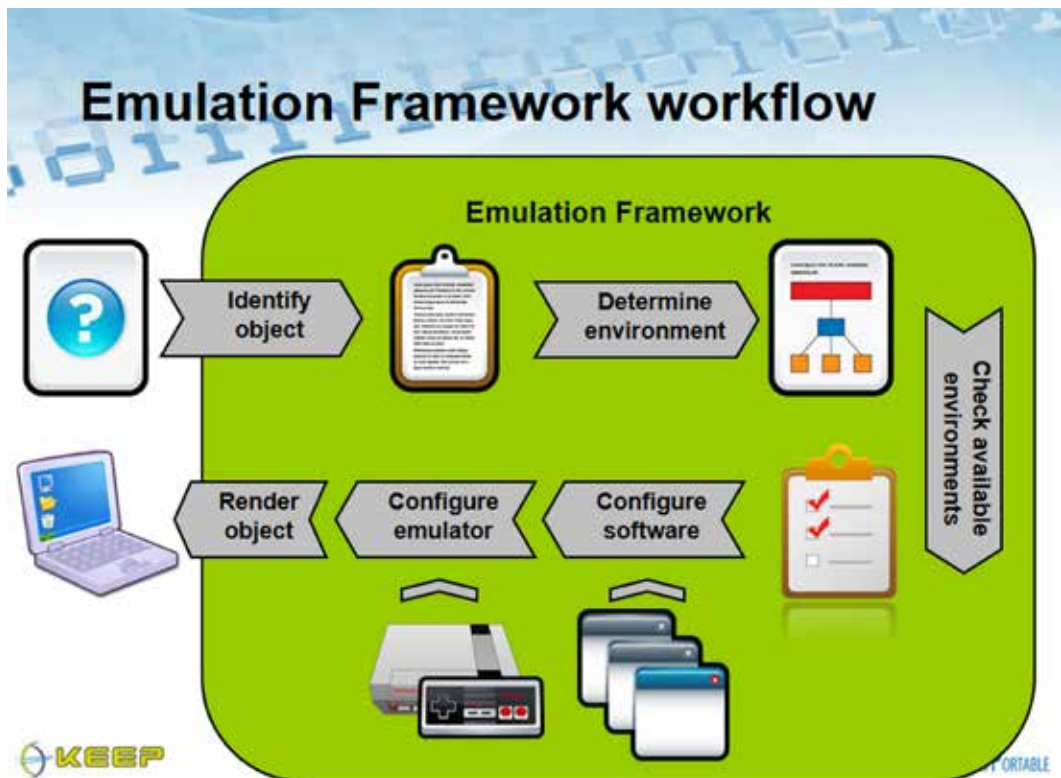 Emulation Framework workflow
Emulation Framework
Identify
object
Determine
environment
Check available
environments
Render
object
Configure
emulator
Configure
software
KEEP
ORTABLE